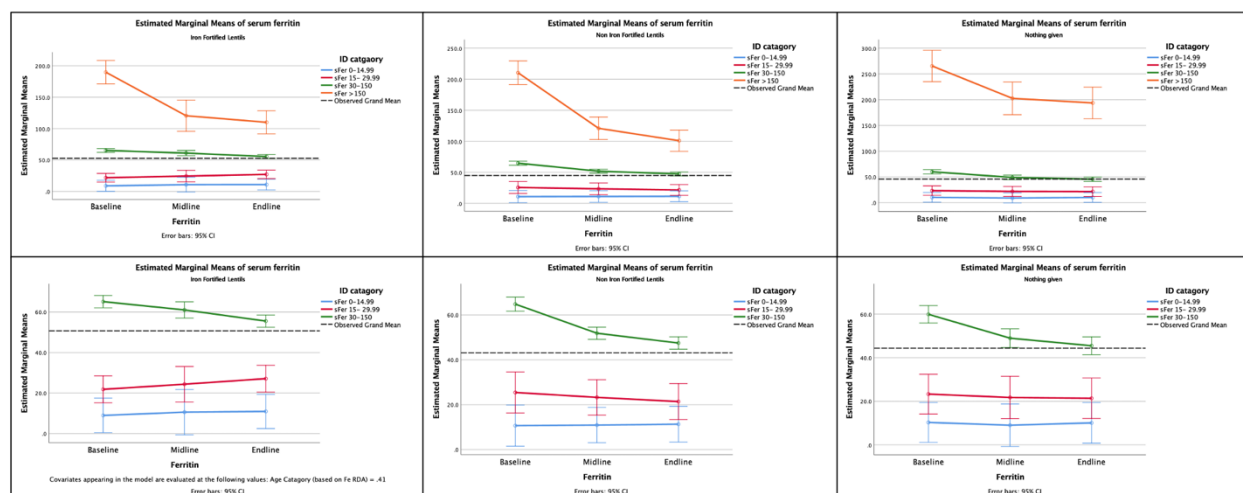 Estimated Marginal Means of serum ferritin
Iron Fortified Lentils
Estimated Marginal Means
200.0
150.0
100.0
50.0
.0
Baseline
Midline
Endline
Ferritin
Error bars: 95% CI
ID catagory
sFer 0-14.99
sFer 15- 29.99
sFer 30-150
sFer >150
Observed Grand Mean
Estimated Marginal Means of serum ferritin
Non Iron Fortified Lentils
Estimated Marginal Means
250.0
200.0
150.0
100.0
50.0
.0
Baseline
Midline
Endline
Ferritin
Error bars: 95% CI
ID catagory
sFer 0-14.99
sFer 15- 29.99
sFer 30-150
sFer >150
Observed Grand Mean
Estimated Marginal Means of serum ferritin
Nothing given
Estimated Marginal Means
300.0
200.0
100.0
.0
Baseline
Midline
Endline
Ferritin
Error bars: 95% CI
ID catagory
sFer 0-14.99
sFer 15- 29.99
sFer 30-150
sFer >150
Observed Grand Mean
Estimated Marginal Means of serum ferritin
Iron Fortified Lentils
Estimated Marginal Means
60.0
40.0
20.0
.0
Baseline
Midline
Endline
Ferritin
Covariates appearing in the model are evaluated at the following values: Age Catagory (based on Fe RDA) = .41
Error bars: 95% CI
ID catagory
sFer 0-14.99
sFer 15- 29.99
sFer 30-150
Observed Grand Mean
Estimated Marginal Means of serum ferritin
Non Iron Fortified Lentils
Estimated Marginal Means
60.0
40.0
20.0
.0
Baseline
Midline
Endline
Ferritin
Error bars: 95% CI
ID catagory
sFer 0-14.99
sFer 15- 29.99
sFer 30-150
Observed Grand Mean
Estimated Marginal Means of serum ferritin
Nothing given
Estimated Marginal Means
60.0
40.0
20.0
.0
Baseline
Midline
Endline
Ferritin
Error bars: 95% CI
ID catagory
sFer 0-14.99
sFer 15- 29.99
sFer 30-150
Observed Grand Mean